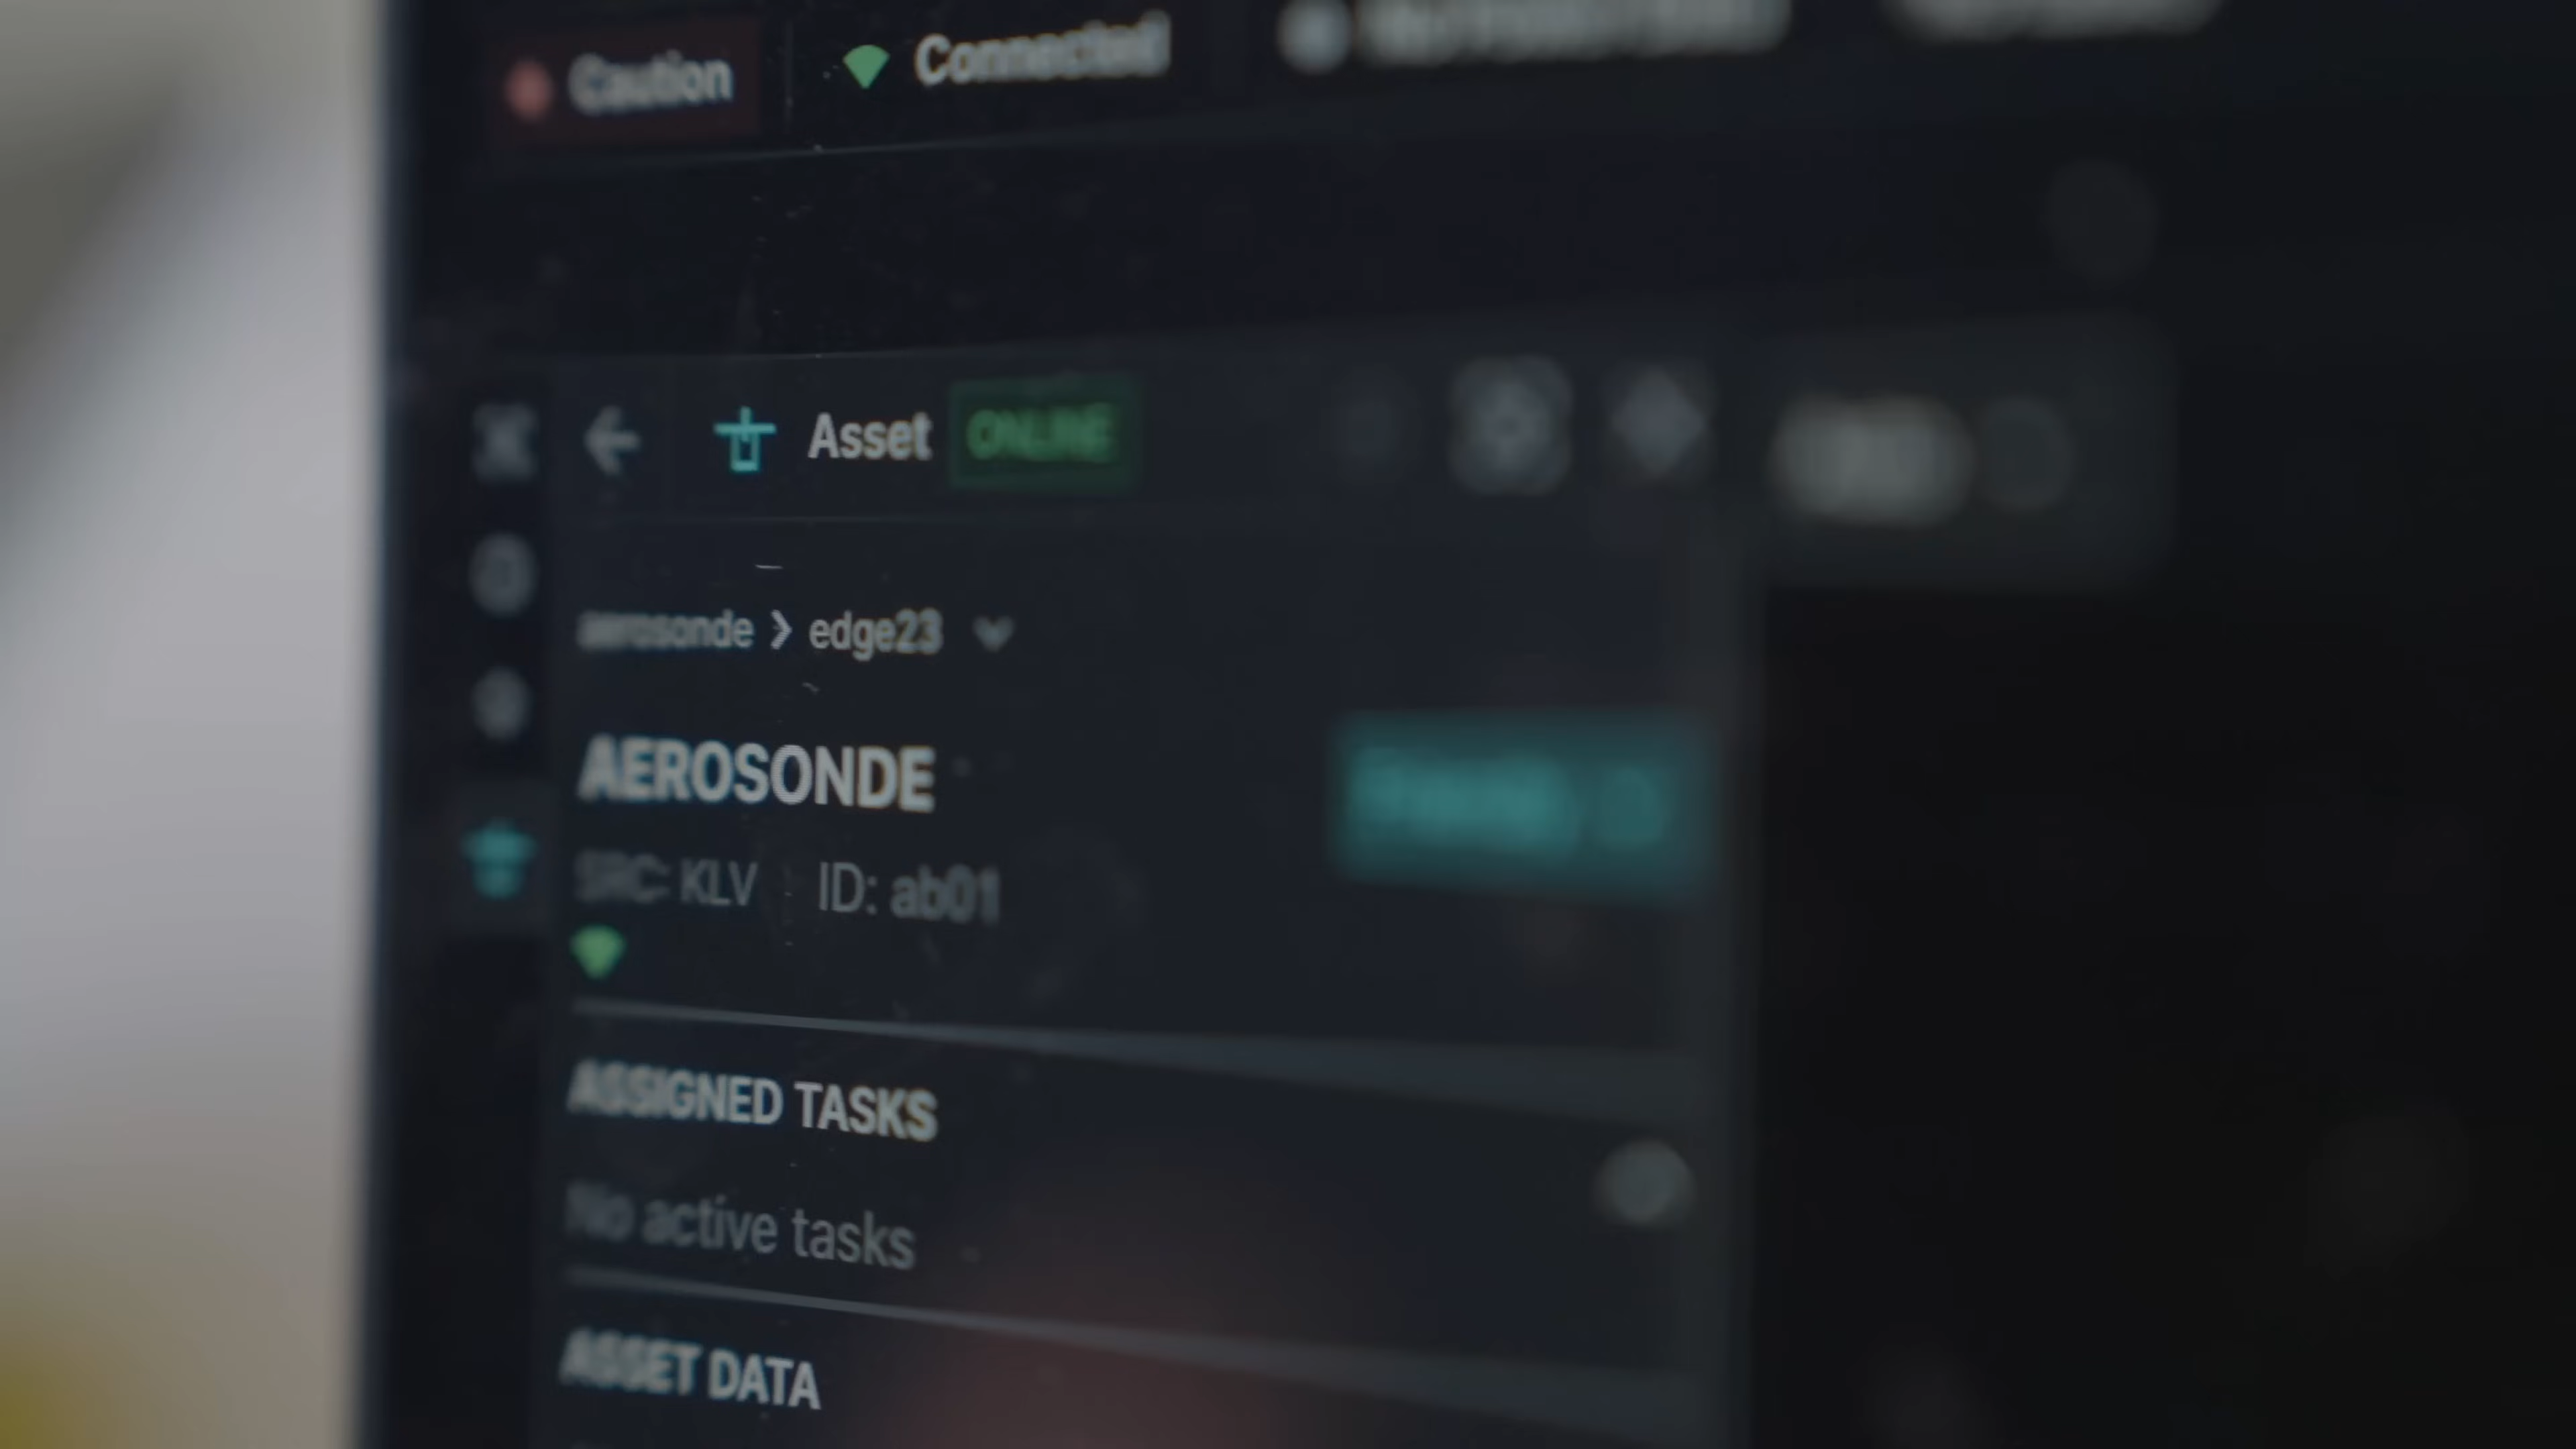 Caution
Connected
Asset ONLINE
aerosonde > edge23
AEROSONDE
SRC: KLV ID: ab01
ASSIGNED TASKS
No active tasks
ASSET DATA